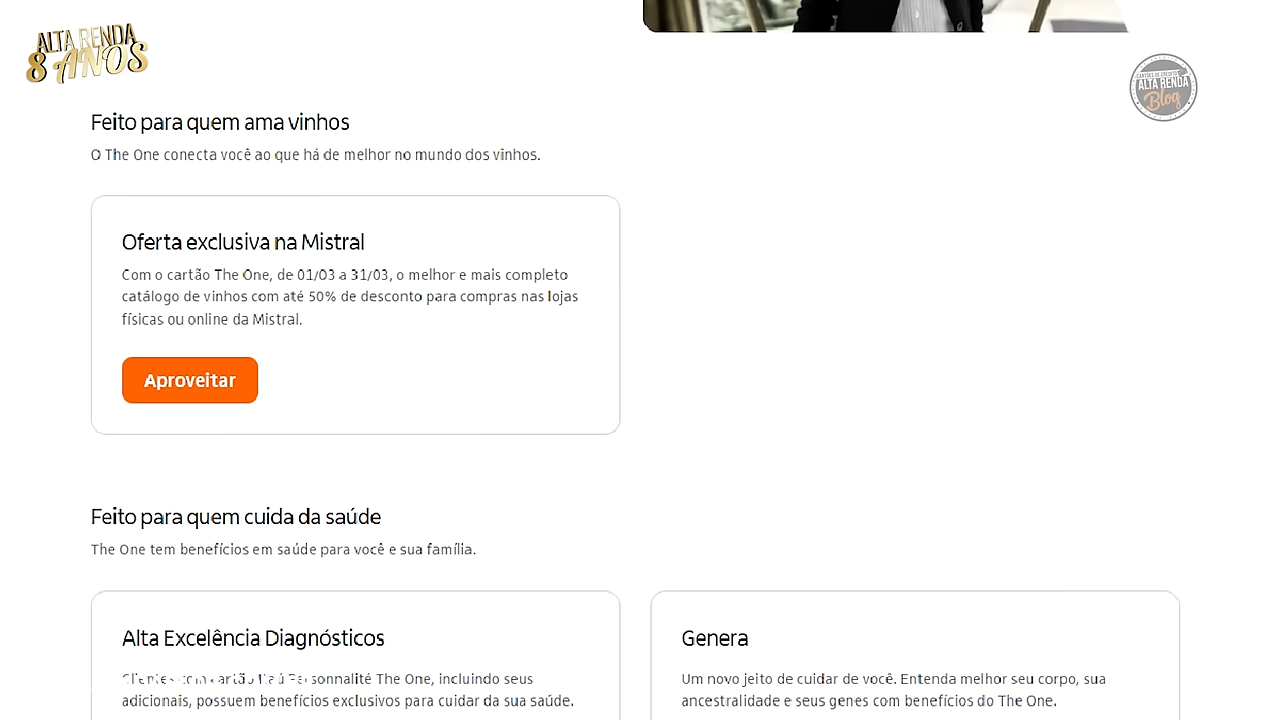 ALTA RENDA
8 ANOS
CARTÕES DE CRÉDITO
ALTA RENDA
Blog
Feito para quem ama vinhos
O The One conecta você ao que há de melhor no mundo dos vinhos.
Oferta exclusiva na Mistral
Com o cartão The One, de 01/03 a 31/03, o melhor e mais completo
catálogo de vinhos com até 50% de desconto para compras nas lojas
físicas ou online da Mistral.
Aproveitar
Feito para quem cuida da saúde
The One tem benefícios em saúde para você e sua família.
Alta Excelência Diagnósticos
Clientes com cartão Itaú Personnalité The One, incluindo seus
adicionais, possuem benefícios exclusivos para cuidar da sua saúde.
Genera
Um novo jeito de cuidar de você. Entenda melhor seu corpo, sua
ancestralidade e seus genes com benefícios do The One.